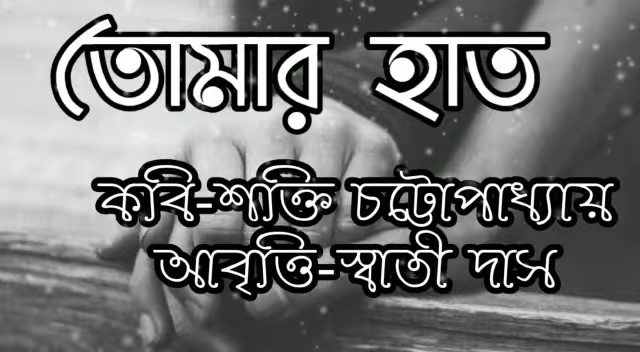 তোমার হাত
কবি-শক্তি চট্টোপাধ্যায়
আবৃত্তি-স্বাতী দাস